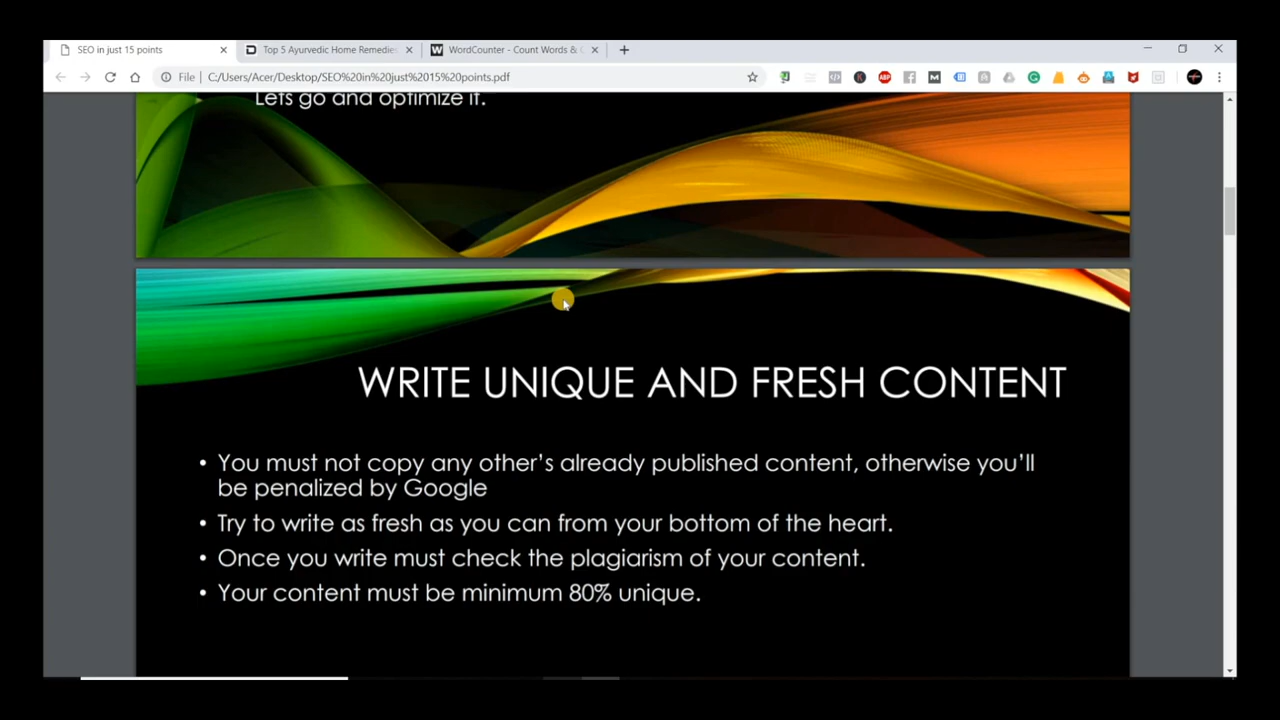 SEO in just 15 points
Top 5 Ayurvedic Home Remedies
WordCounter - Count Words &
File | C:/Users/Acer/Desktop/SEO%20in%20just%2015%20points.pdf
Lets go and optimize it.
WRITE UNIQUE AND FRESH CONTENT
• You must not copy any other's already published content, otherwise you'll
be penalized by Google
• Try to write as fresh as you can from your bottom of the heart.
• Once you write must check the plagiarism of your content.
• Your content must be minimum 80% unique.